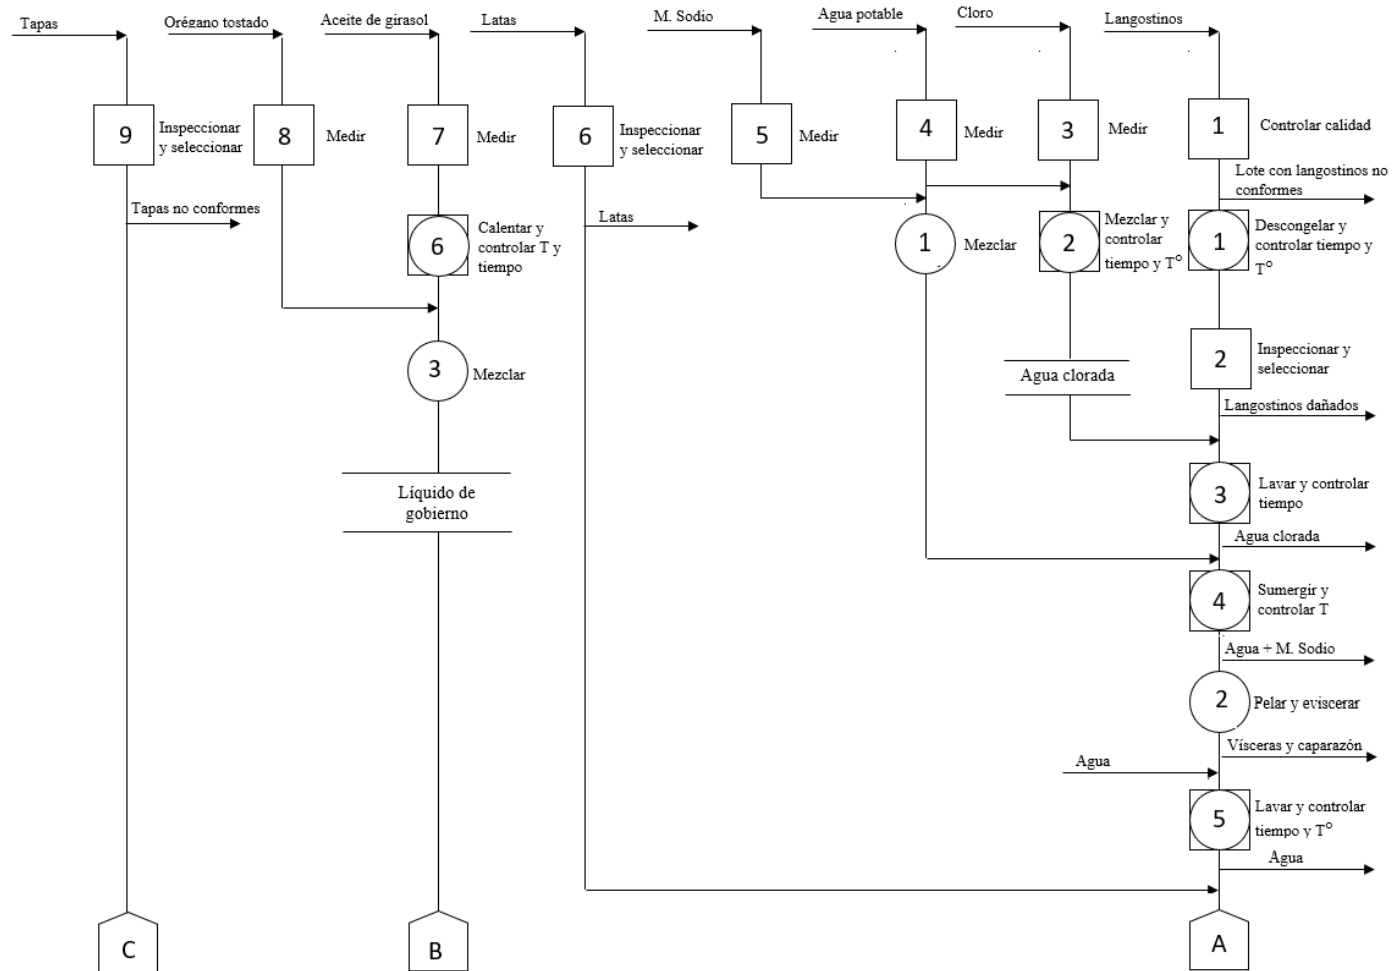 Tapas
Orégano tostado
Aceite de girasol
Latas
M. Sodio
Agua potable
Cloro
Langostinos
9
Inspeccionar
y seleccionar
8
Medir
7
Medir
6
Inspeccionar
y seleccionar
5
Medir
4
Medir
3
Medir
1
Controlar calidad
Lote con langostinos no
conformes
Tapas no conformes
Latas
6
Calentar y
controlar T y
tiempo
1
Mezclar
2
Mezclar y
controlar
tiempo y T°
1
Descongelar y
controlar tiempo y
T°
3
Mezclar
Agua clorada
2
Inspeccionar y
seleccionar
Langostinos dañados
Líquido de
gobierno
3
Lavar y controlar
tiempo
Agua clorada
4
Sumergir y
controlar T
Agua + M. Sodio
2
Pelar y eviscerar
Vísceras y caparazón
Agua
5
Lavar y controlar
tiempo y T°
Agua
C
B
A